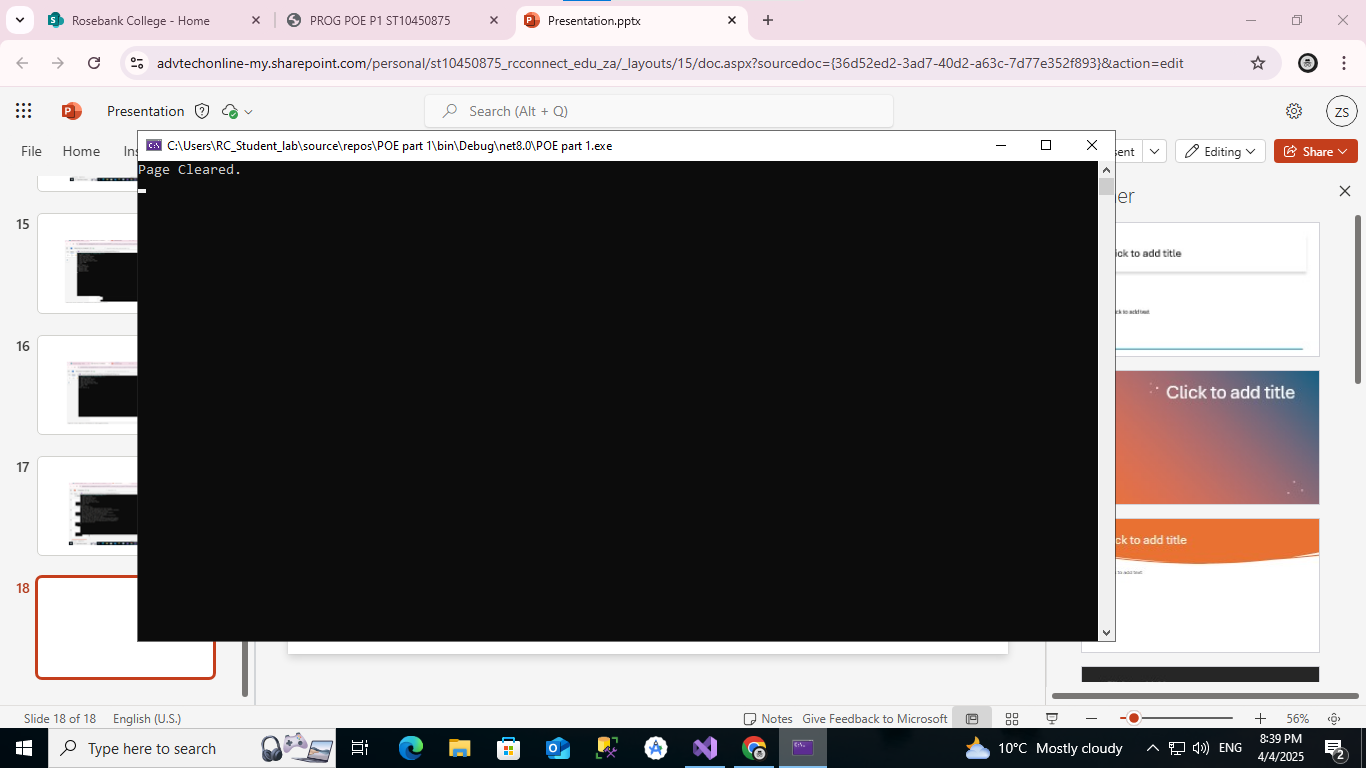 Rosebank College - Home
PROG POE P1 ST10450875
Presentation.pptx
advtechonline-my.sharepoint.com/personal/st10450875_rcconnect_edu_za/_layouts/15/doc.aspx?sourcedoc={36d52ed2-3ad7-40d2-a63c-7d77e352f893}&action=edit
Presentation
Search (Alt + Q)
ZS
File
Home
Editing
Share
C:\Users\RC_Student_lab\source\repos\POE part 1\bin\Debug\net8.0\POE part 1.exe
Page Cleared.
15
16
17
18
Click to add title
Slide 18 of 18
English (U.S.)
Notes
Give Feedback to Microsoft
56%
Type here to search
10°C Mostly cloudy
ENG
8:39 PM
4/4/2025
2